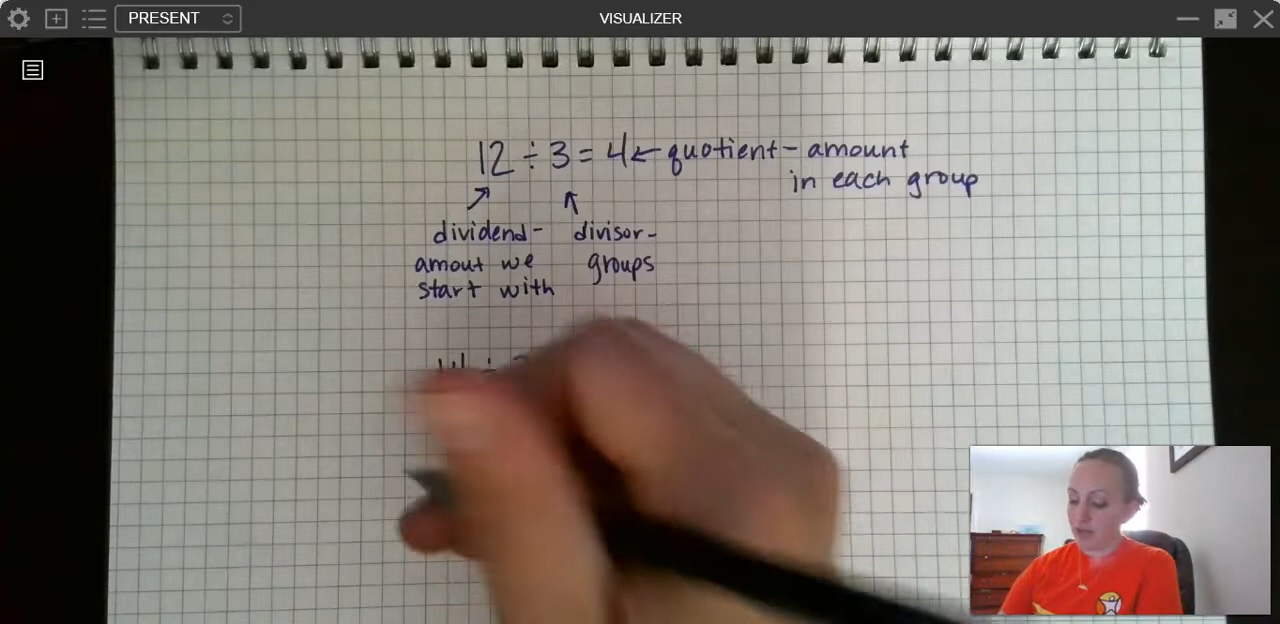 PRESENT
VISUALIZER
12 ÷ 3 = 4 ← quotient - amount
in each group
dividend - divisor -
amout we groups
start with